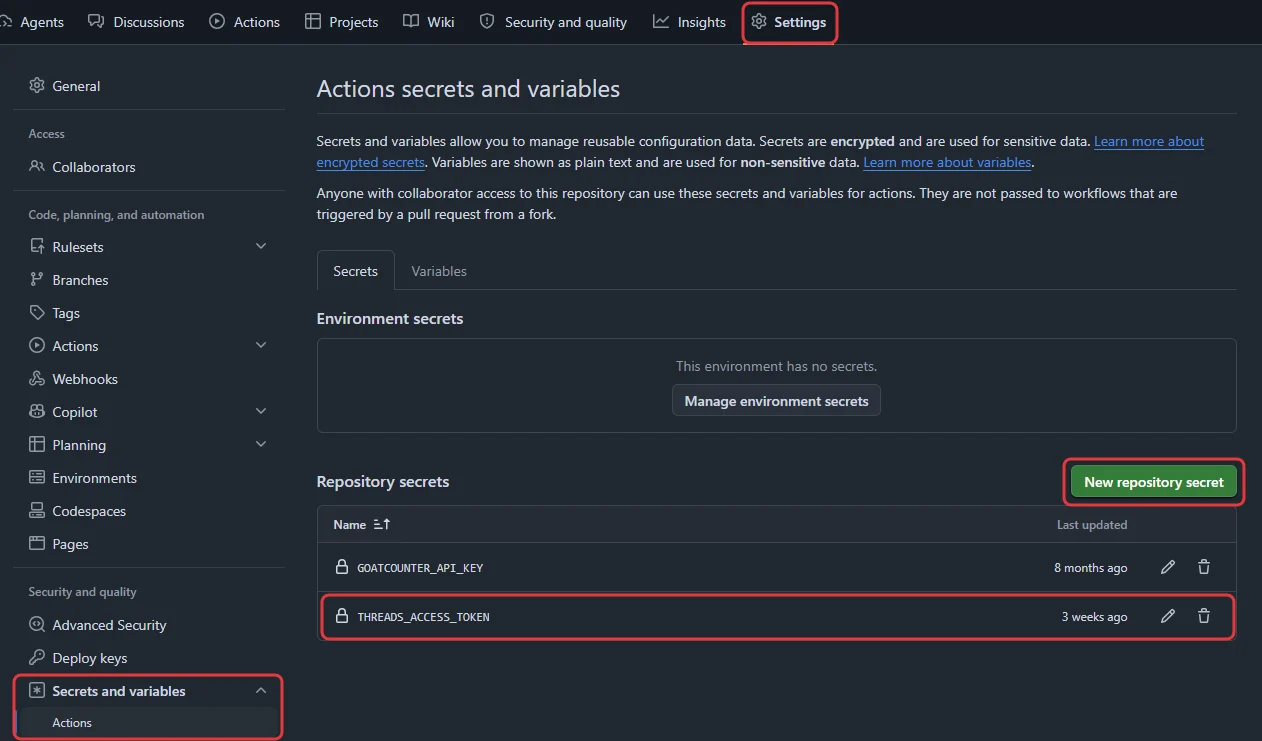 Agents
Discussions
Actions
Projects
Wiki
Security and quality
Insights
Settings
General
Access
Collaborators
Code, planning, and automation
Rulesets
Branches
Tags
Actions
Webhooks
Copilot
Planning
Environments
Codespaces
Pages
Security and quality
Advanced Security
Deploy keys
Secrets and variables
Actions
Actions secrets and variables
Secrets and variables allow you to manage reusable configuration data. Secrets are encrypted and are used for sensitive data. Learn more about
encrypted secrets. Variables are shown as plain text and are used for non-sensitive data. Learn more about variables.
Anyone with collaborator access to this repository can use these secrets and variables for actions. They are not passed to workflows that are
triggered by a pull request from a fork.
Secrets
Variables
Environment secrets
This environment has no secrets.
Manage environment secrets
Repository secrets
New repository secret
Name
Last updated
GOATCOUNTER_API_KEY
8 months ago
THREADS_ACCESS_TOKEN
3 weeks ago